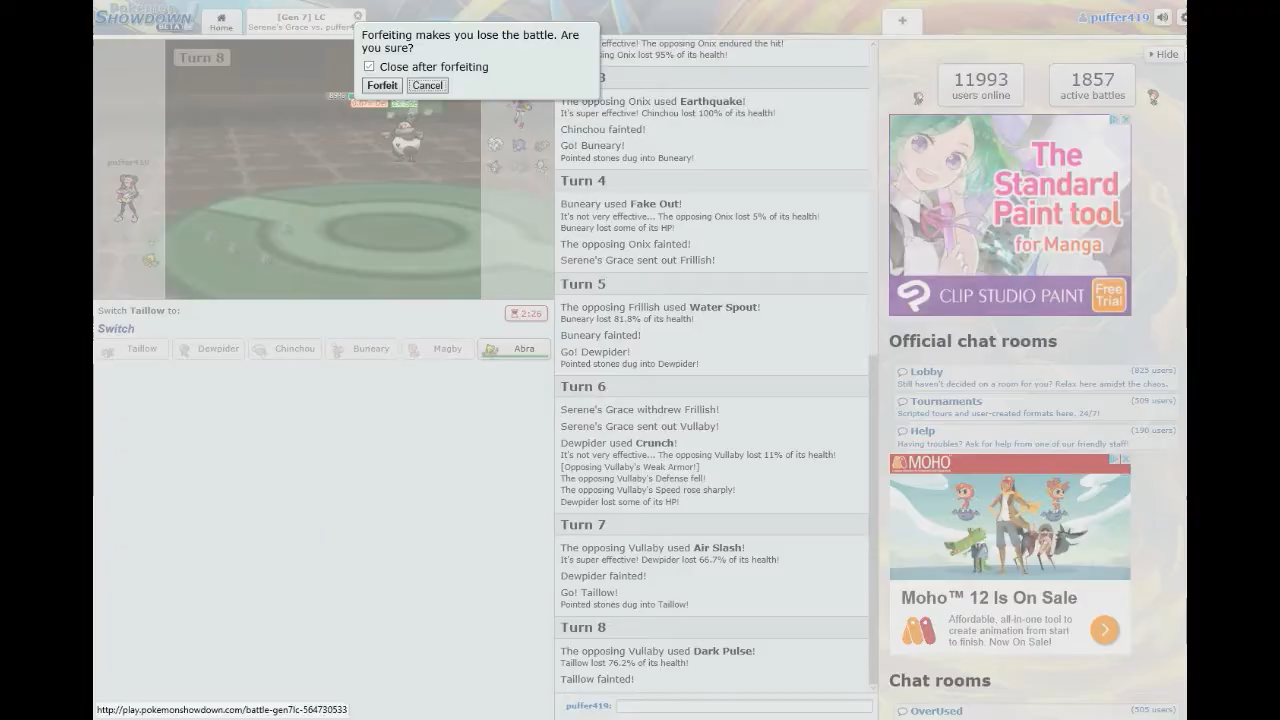 POKÉMON
SHOWDOWN
BETA
Home
[Gen 7] LC
Serene's Grace vs. puffer4
puffer419
Forfeiting makes you lose the battle. Are
you sure?
Close after forfeiting
Forfeit
Cancel
Turn 8
puffer419
Switch Taillow to:
2:26
Switch
Taillow
Dewpider
Chinchou
Buneary
Magby
Abra
http://play.pokemonshowdown.com/battle-gen7lc-564730533
effective! The opposing Onix endured the hit!
posing Onix lost 95% of its health!
3
The opposing Onix used Earthquake!
It's super effective! Chinchou lost 100% of its health!
Chinchou fainted!
Go! Buneary!
Pointed stones dug into Buneary!
Turn 4
Buneary used Fake Out!
It's not very effective... The opposing Onix lost 5% of its health!
Buneary lost some of its HP!
The opposing Onix fainted!
Serene's Grace sent out Frillish!
Turn 5
The opposing Frillish used Water Spout!
Buneary lost 81.8% of its health!
Buneary fainted!
Go! Dewpider!
Pointed stones dug into Dewpider!
Turn 6
Serene's Grace withdrew Frillish!
Serene's Grace sent out Vullaby!
Dewpider used Crunch!
It's not very effective... The opposing Vullaby lost 11% of its health!
[Opposing Vullaby's Weak Armor!]
The opposing Vullaby's Defense fell!
The opposing Vullaby's Speed rose sharply!
Dewpider lost some of its HP!
Turn 7
The opposing Vullaby used Air Slash!
It's super effective! Dewpider lost 66.7% of its health!
Dewpider fainted!
Go! Taillow!
Pointed stones dug into Taillow!
Turn 8
The opposing Vullaby used Dark Pulse!
Taillow lost 76.2% of its health!
Taillow fainted!
puffer419:
Hide
11993
users online
1857
active battles
The
Standard
Paint tool
for Manga
CLIP STUDIO PAINT
Free
Trial
Official chat rooms
Lobby
(825 users)
Still haven't decided on a room for you? Relax here amidst the chaos.
Tournaments
(509 users)
Scripted tours and user-created formats here. 24/7!
Help
(190 users)
Having troubles? Ask for help from one of our friendly staff!
MOHO
Moho™ 12 Is On Sale
Affordable, all-in-one tool to
create animation from start
to finish. Now On Sale!
Chat rooms
OverUsed
(505 users)